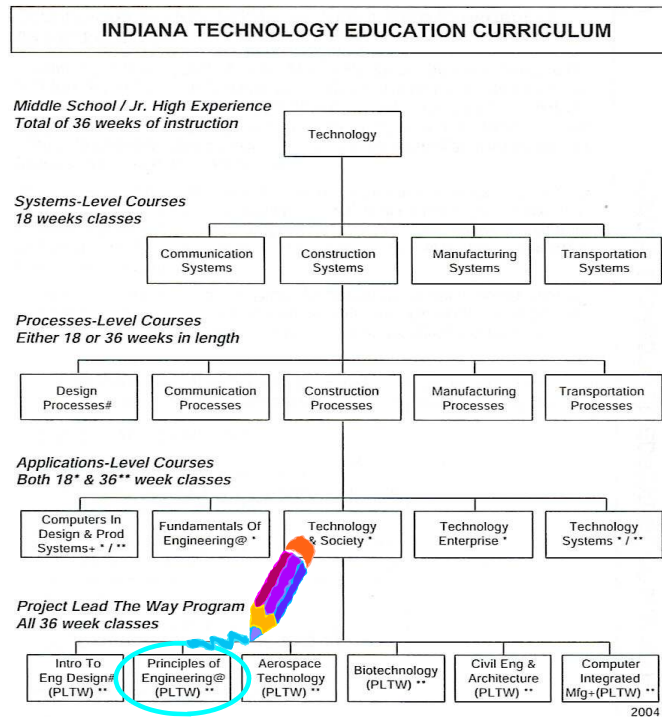 INDIANA TECHNOLOGY EDUCATION CURRICULUM
Middle School / Jr. High Experience
Total of 36 weeks of instruction
Technology
Systems-Level Courses
18 weeks classes
Communication
Systems
Construction
Systems
Manufacturing
Systems
Transportation
Systems
Processes-Level Courses
Either 18 or 36 weeks in length
Design
Processes#
Communication
Processes
Construction
Processes
Manufacturing
Processes
Transportation
Processes
Applications-Level Courses
Both 18* & 36** week classes
Computers In
Design & Prod
Systems+ * / **
Fundamentals Of
Engineering@ *
Technology
& Society *
Technology
Enterprise *
Technology
Systems * / **
Project Lead The Way Program
All 36 week classes
Intro To
Eng Design#
(PLTW) **
Principles of
Engineering@
(PLTW) **
Aerospace
Technology
(PLTW) **
Biotechnology
(PLTW) **
Civil Eng &
Architecture
(PLTW) **
Computer
Integrated
Mfg+(PLTW) **
2004